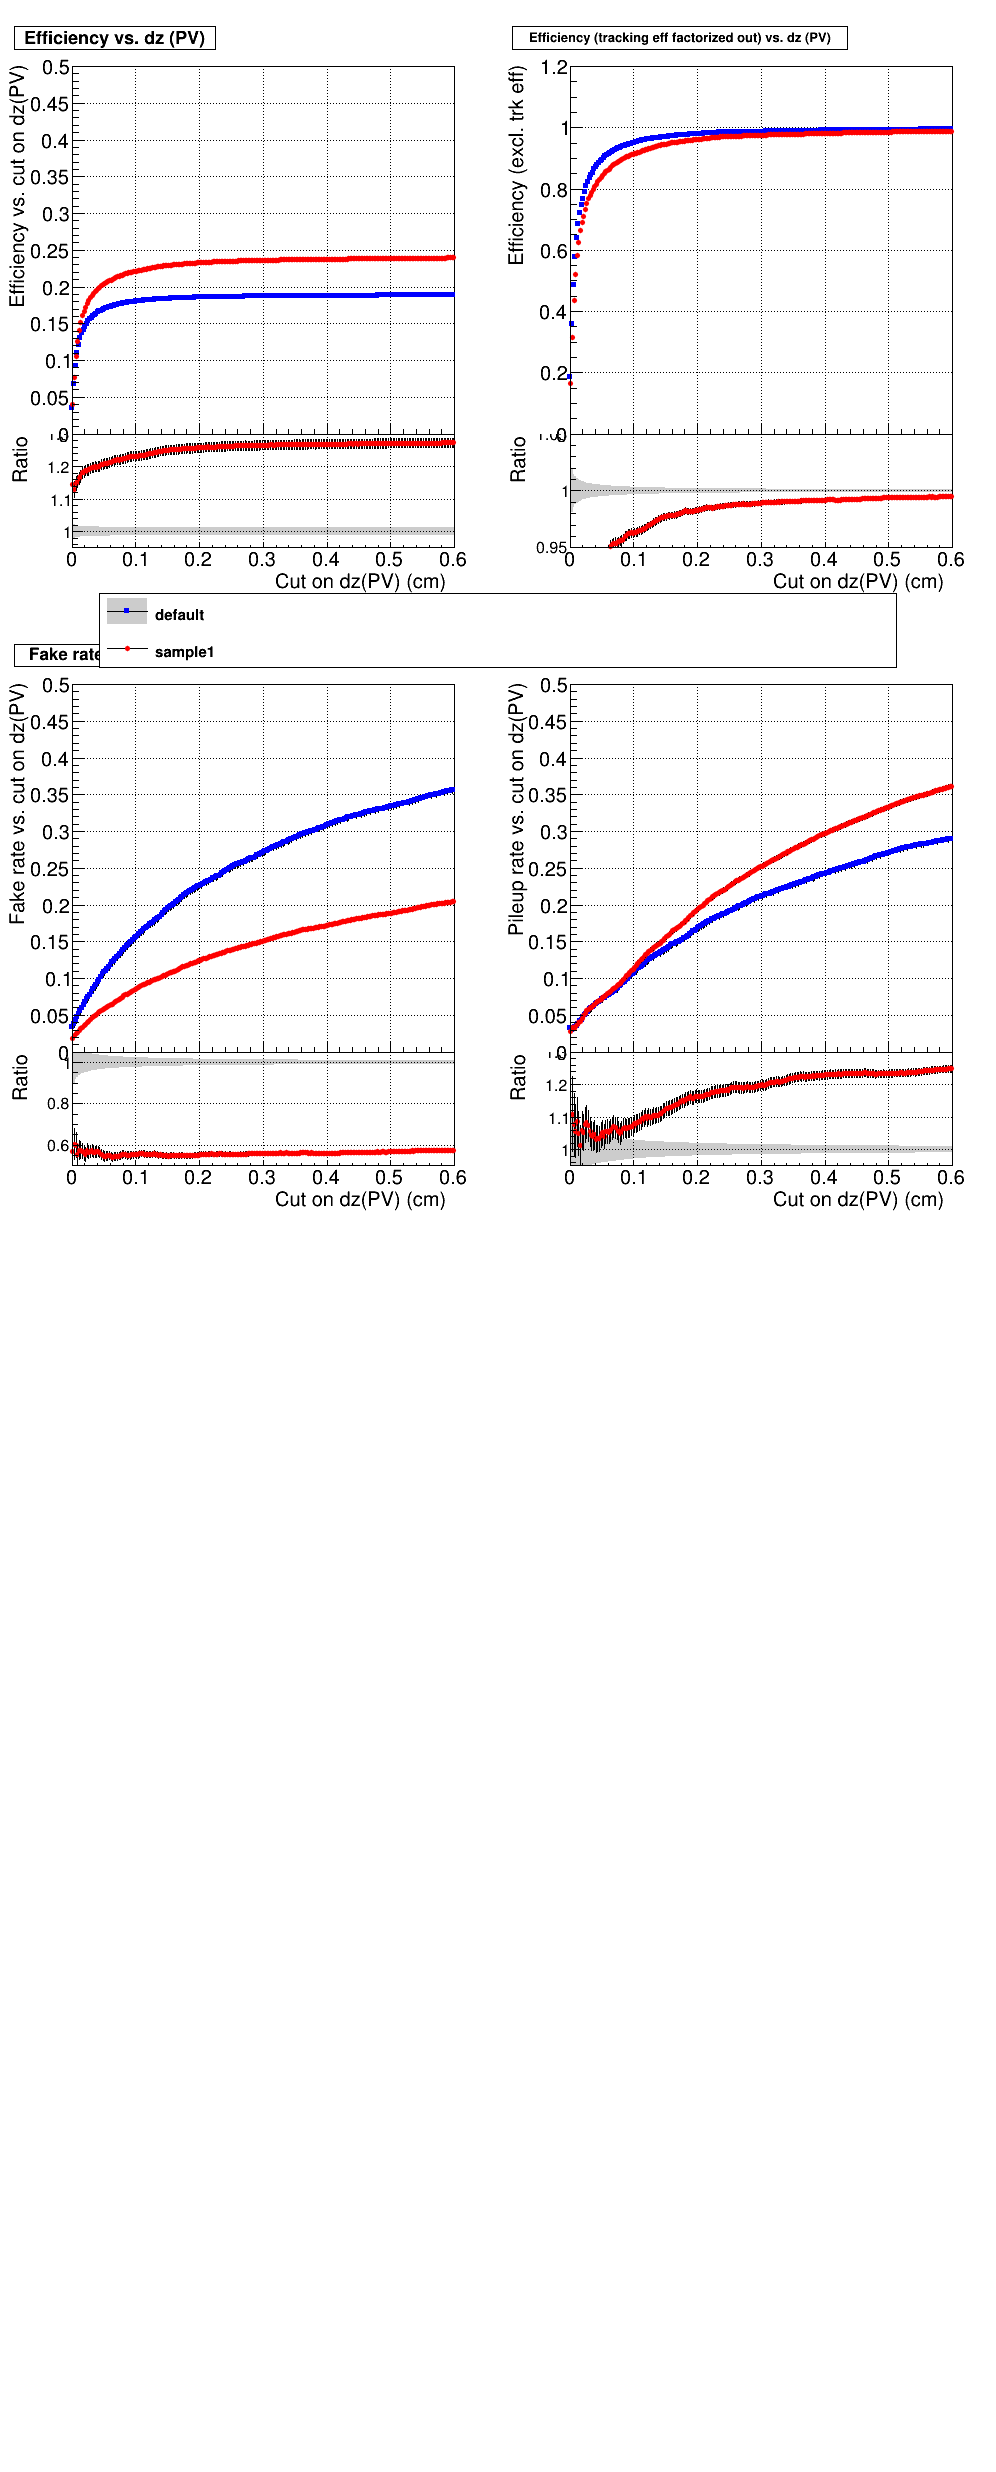 Efficiency vs. dz (PV)
Efficiency vs. cut on dz(PV)
0.5
0.45
0.4
0.35
0.3
0.25
0.2
0.15
0.1
0.05
0
Ratio
1.2
1.1
1
0 0.1 0.2 0.3 0.4 0.5 0.6
Cut on dz(PV) (cm)
Efficiency (tracking eff factorized out) vs. dz (PV)
Efficiency (excl. trk eff)
1.2
1
0.8
0.6
0.4
0.2
0
Ratio
1
0.95
0 0.1 0.2 0.3 0.4 0.5 0.6
Cut on dz(PV) (cm)
default
sample1
Fake rate
Fake rate vs. cut on dz(PV)
0.5
0.45
0.4
0.35
0.3
0.25
0.2
0.15
0.1
0.05
0
Ratio
1
0.8
0.6
0 0.1 0.2 0.3 0.4 0.5 0.6
Cut on dz(PV) (cm)
Pileup rate vs. cut on dz(PV)
0.5
0.45
0.4
0.35
0.3
0.25
0.2
0.15
0.1
0.05
0
Ratio
1.2
1.1
1
0 0.1 0.2 0.3 0.4 0.5 0.6
Cut on dz(PV) (cm)